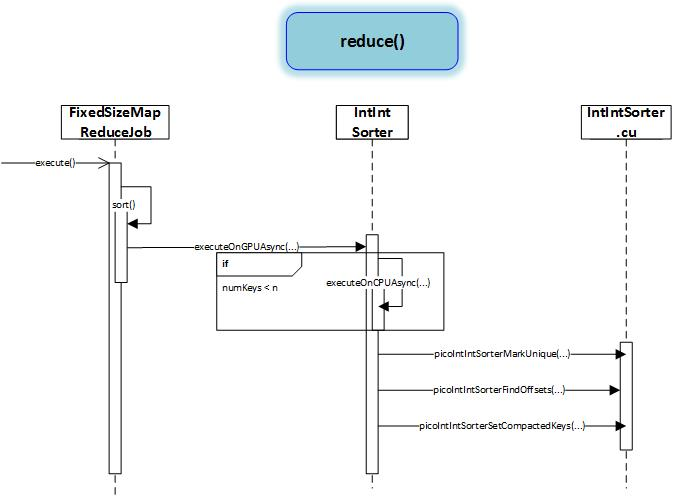 reduce()
FixedSizeMap
ReduceJob
IntInt
Sorter
IntIntSorter
.cu
execute()
sort()
executeOnGPUAsync(...)
if
executeOnCPUAsync(...)
numKeys < n
picoIntIntSorterMarkUnique(...)
picoIntIntSorterFindOffsets(...)
picoIntIntSorterSetCompactedKeys(...)